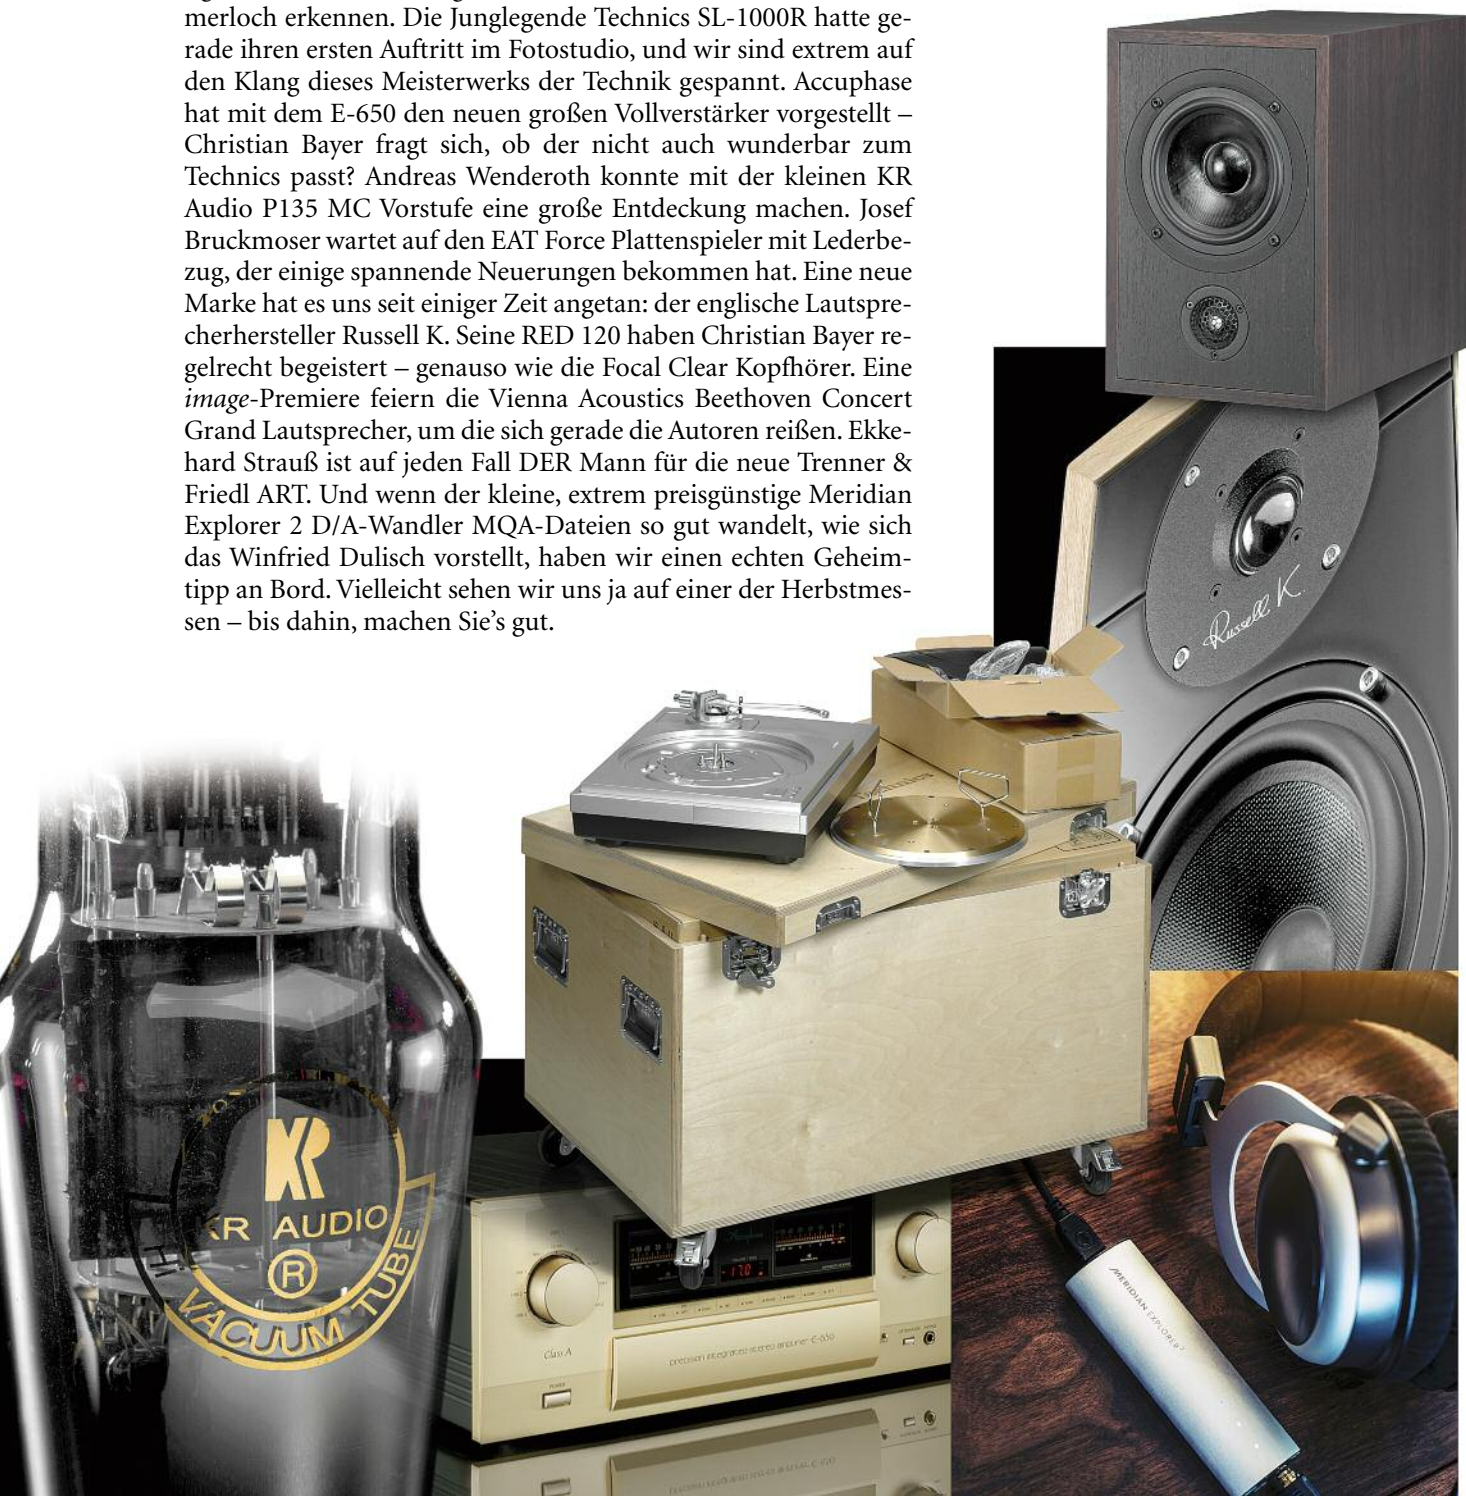 merloch erkennen. Die Junglegende Technics SL-1000R hatte ge-
rade ihren ersten Auftritt im Fotostudio, und wir sind extrem auf
den Klang dieses Meisterwerks der Technik gespannt. Accuphase
hat mit dem E-650 den neuen großen Vollverstärker vorgestellt –
Christian Bayer fragt sich, ob der nicht auch wunderbar zum
Technics passt? Andreas Wenderoth konnte mit der kleinen KR
Audio P135 MC Vorstufe eine große Entdeckung machen. Josef
Bruckmoser wartet auf den EAT Force Plattenspieler mit Lederbe-
zug, der einige spannende Neuerungen bekommen hat. Eine neue
Marke hat es uns seit einiger Zeit angetan: der englische Lautspre-
cherhersteller Russell K. Seine RED 120 haben Christian Bayer re-
gelrecht begeistert – genauso wie die Focal Clear Kopfhörer. Eine
image-Premiere feiern die Vienna Acoustics Beethoven Concert
Grand Lautsprecher, um die sich gerade die Autoren reißen. Ekke-
hard Strauß ist auf jeden Fall DER Mann für die neue Trenner &
Friedl ART. Und wenn der kleine, extrem preisgünstige Meridian
Explorer 2 D/A-Wandler MQA-Dateien so gut wandelt, wie sich
das Winfried Dulisch vorstellt, haben wir einen echten Geheim-
tipp an Bord. Vielleicht sehen wir uns ja auf einer der Herbstmes-
sen – bis dahin, machen Sie's gut.
Russell K.
KR
KR AUDIO
®
VACUUM TUBE
Accuphase
-17.0
Class A
POWER
precision integrated stereo amplifier E-650
MERIDIAN EXPLORER²